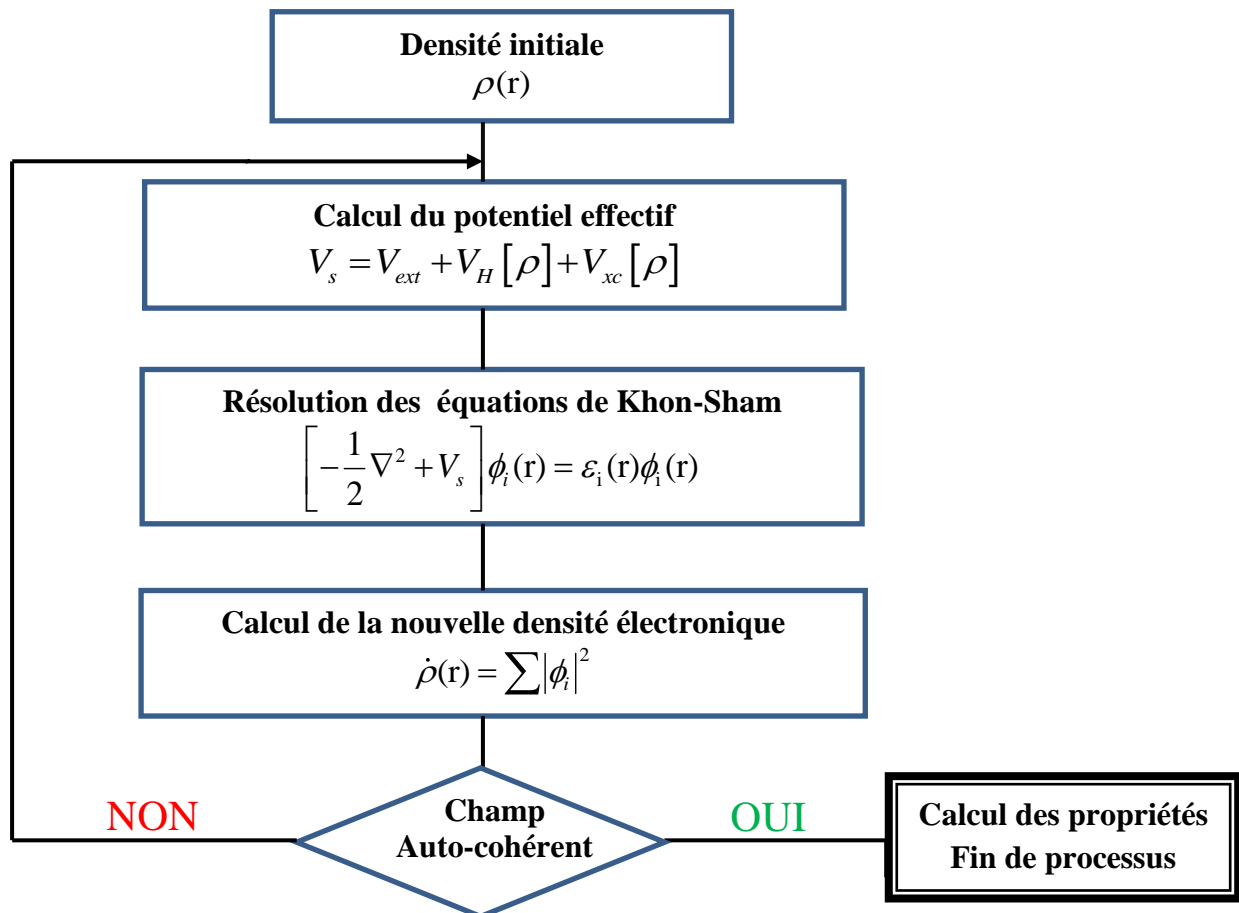 Densité initiale
ρ(r)
Calcul du potentiel effectif
V_s = V_ext + V_H [ρ] + V_xc [ρ]
Résolution des équations de Khon-Sham
[-1/2 ∇² + V_s] ϕ_i(r) = ε_i(r)ϕ_i(r)
Calcul de la nouvelle densité électronique
ρ̇(r) = ∑|ϕ_i|²
NON
Champ
Auto-cohérent
OUI
Calcul des propriétés
Fin de processus